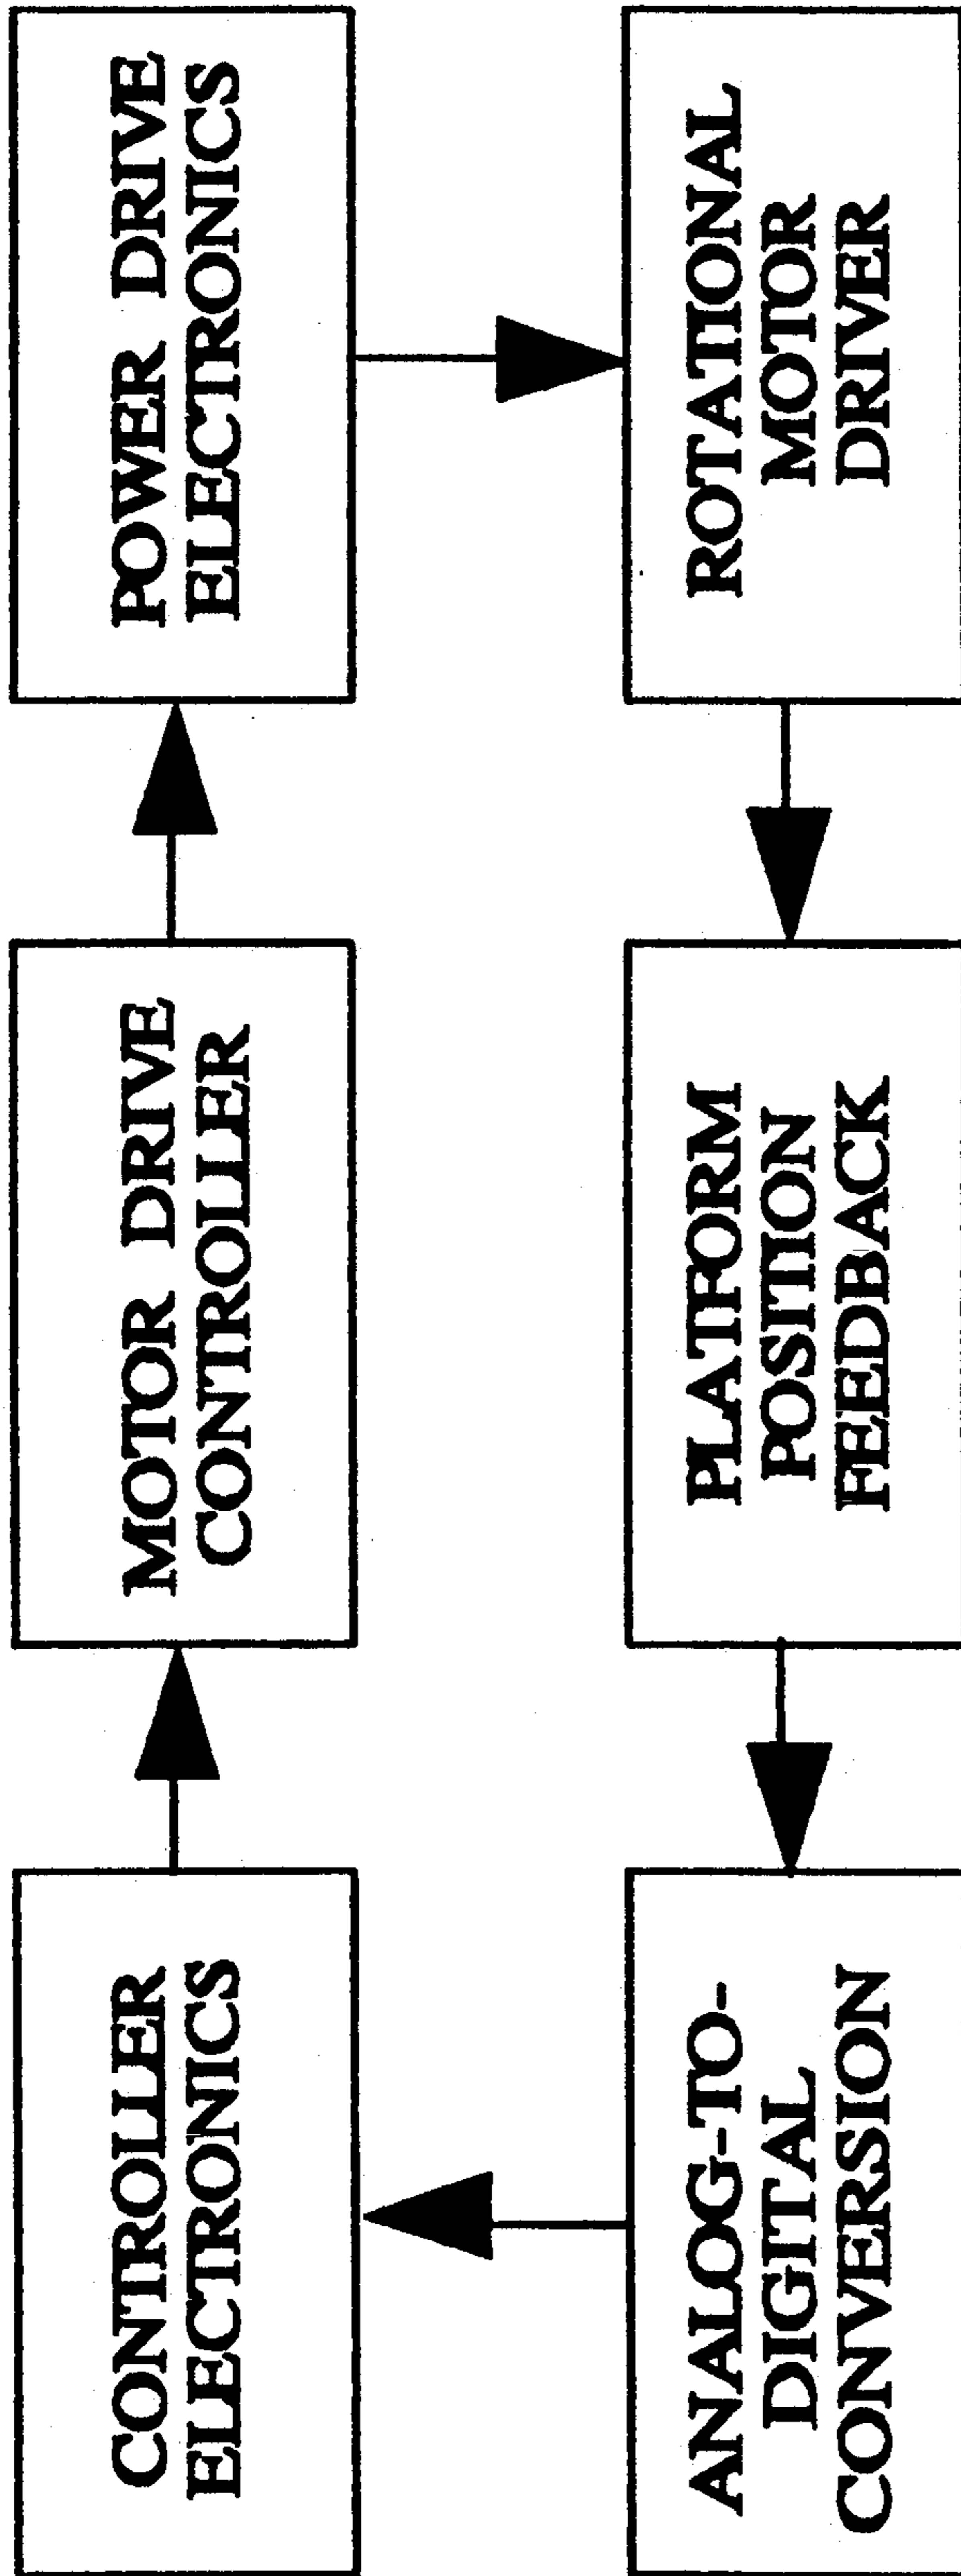 CONTROLLER
ELECTRONICS
MOTOR DRIVE
CONTROLLER
POWER DRIVE
ELECTRONICS
ANALOG-TO-
DIGITAL
CONVERSION
PLATFORM
POSITION
FEEDBACK
ROTATIONAL
MOTOR
DRIVER